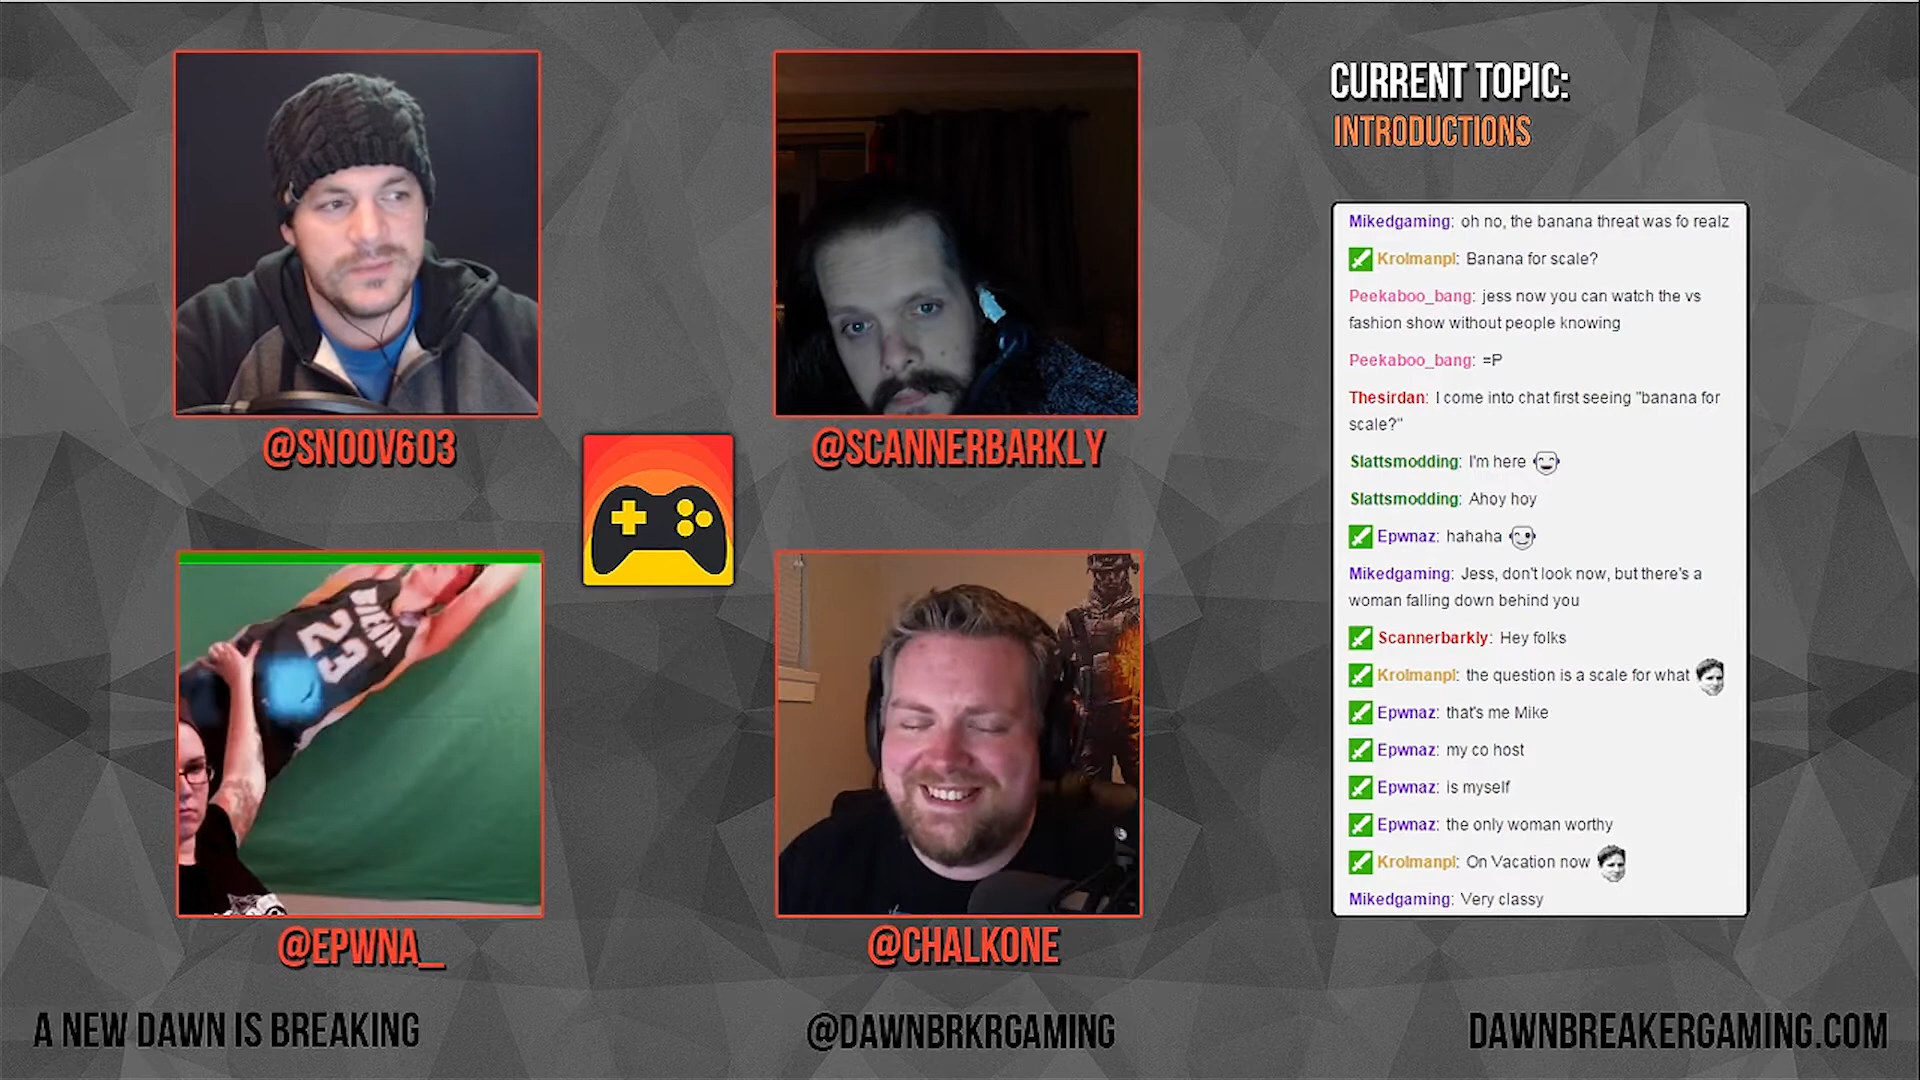 CURRENT TOPIC:
INTRODUCTIONS
@SNOOV603
@SCANNERBARKLY
23
@EPWNA_
@CHALKONE
Mikedgaming: oh no, the banana threat was fo realz
Krolmanpl: Banana for scale?
Peekaboo_bang: jess now you can watch the vs
fashion show without people knowing
Peekaboo_bang: =P
Thesirdan: I come into chat first seeing "banana for
scale?"
Slattsmodding: I'm here
Slattsmodding: Ahoy hoy
Epwnaz: hahaha
Mikedgaming: Jess, don't look now, but there's a
woman falling down behind you
Scannerbarkly: Hey folks
Krolmanpl: the question is a scale for what
Epwnaz: that's me Mike
Epwnaz: my co host
Epwnaz: is myself
Epwnaz: the only woman worthy
Krolmanpl: On Vacation now
Mikedgaming: Very classy
A NEW DAWN IS BREAKING
@DAWNBRKRGAMING
DAWNBREAKERGAMING.COM